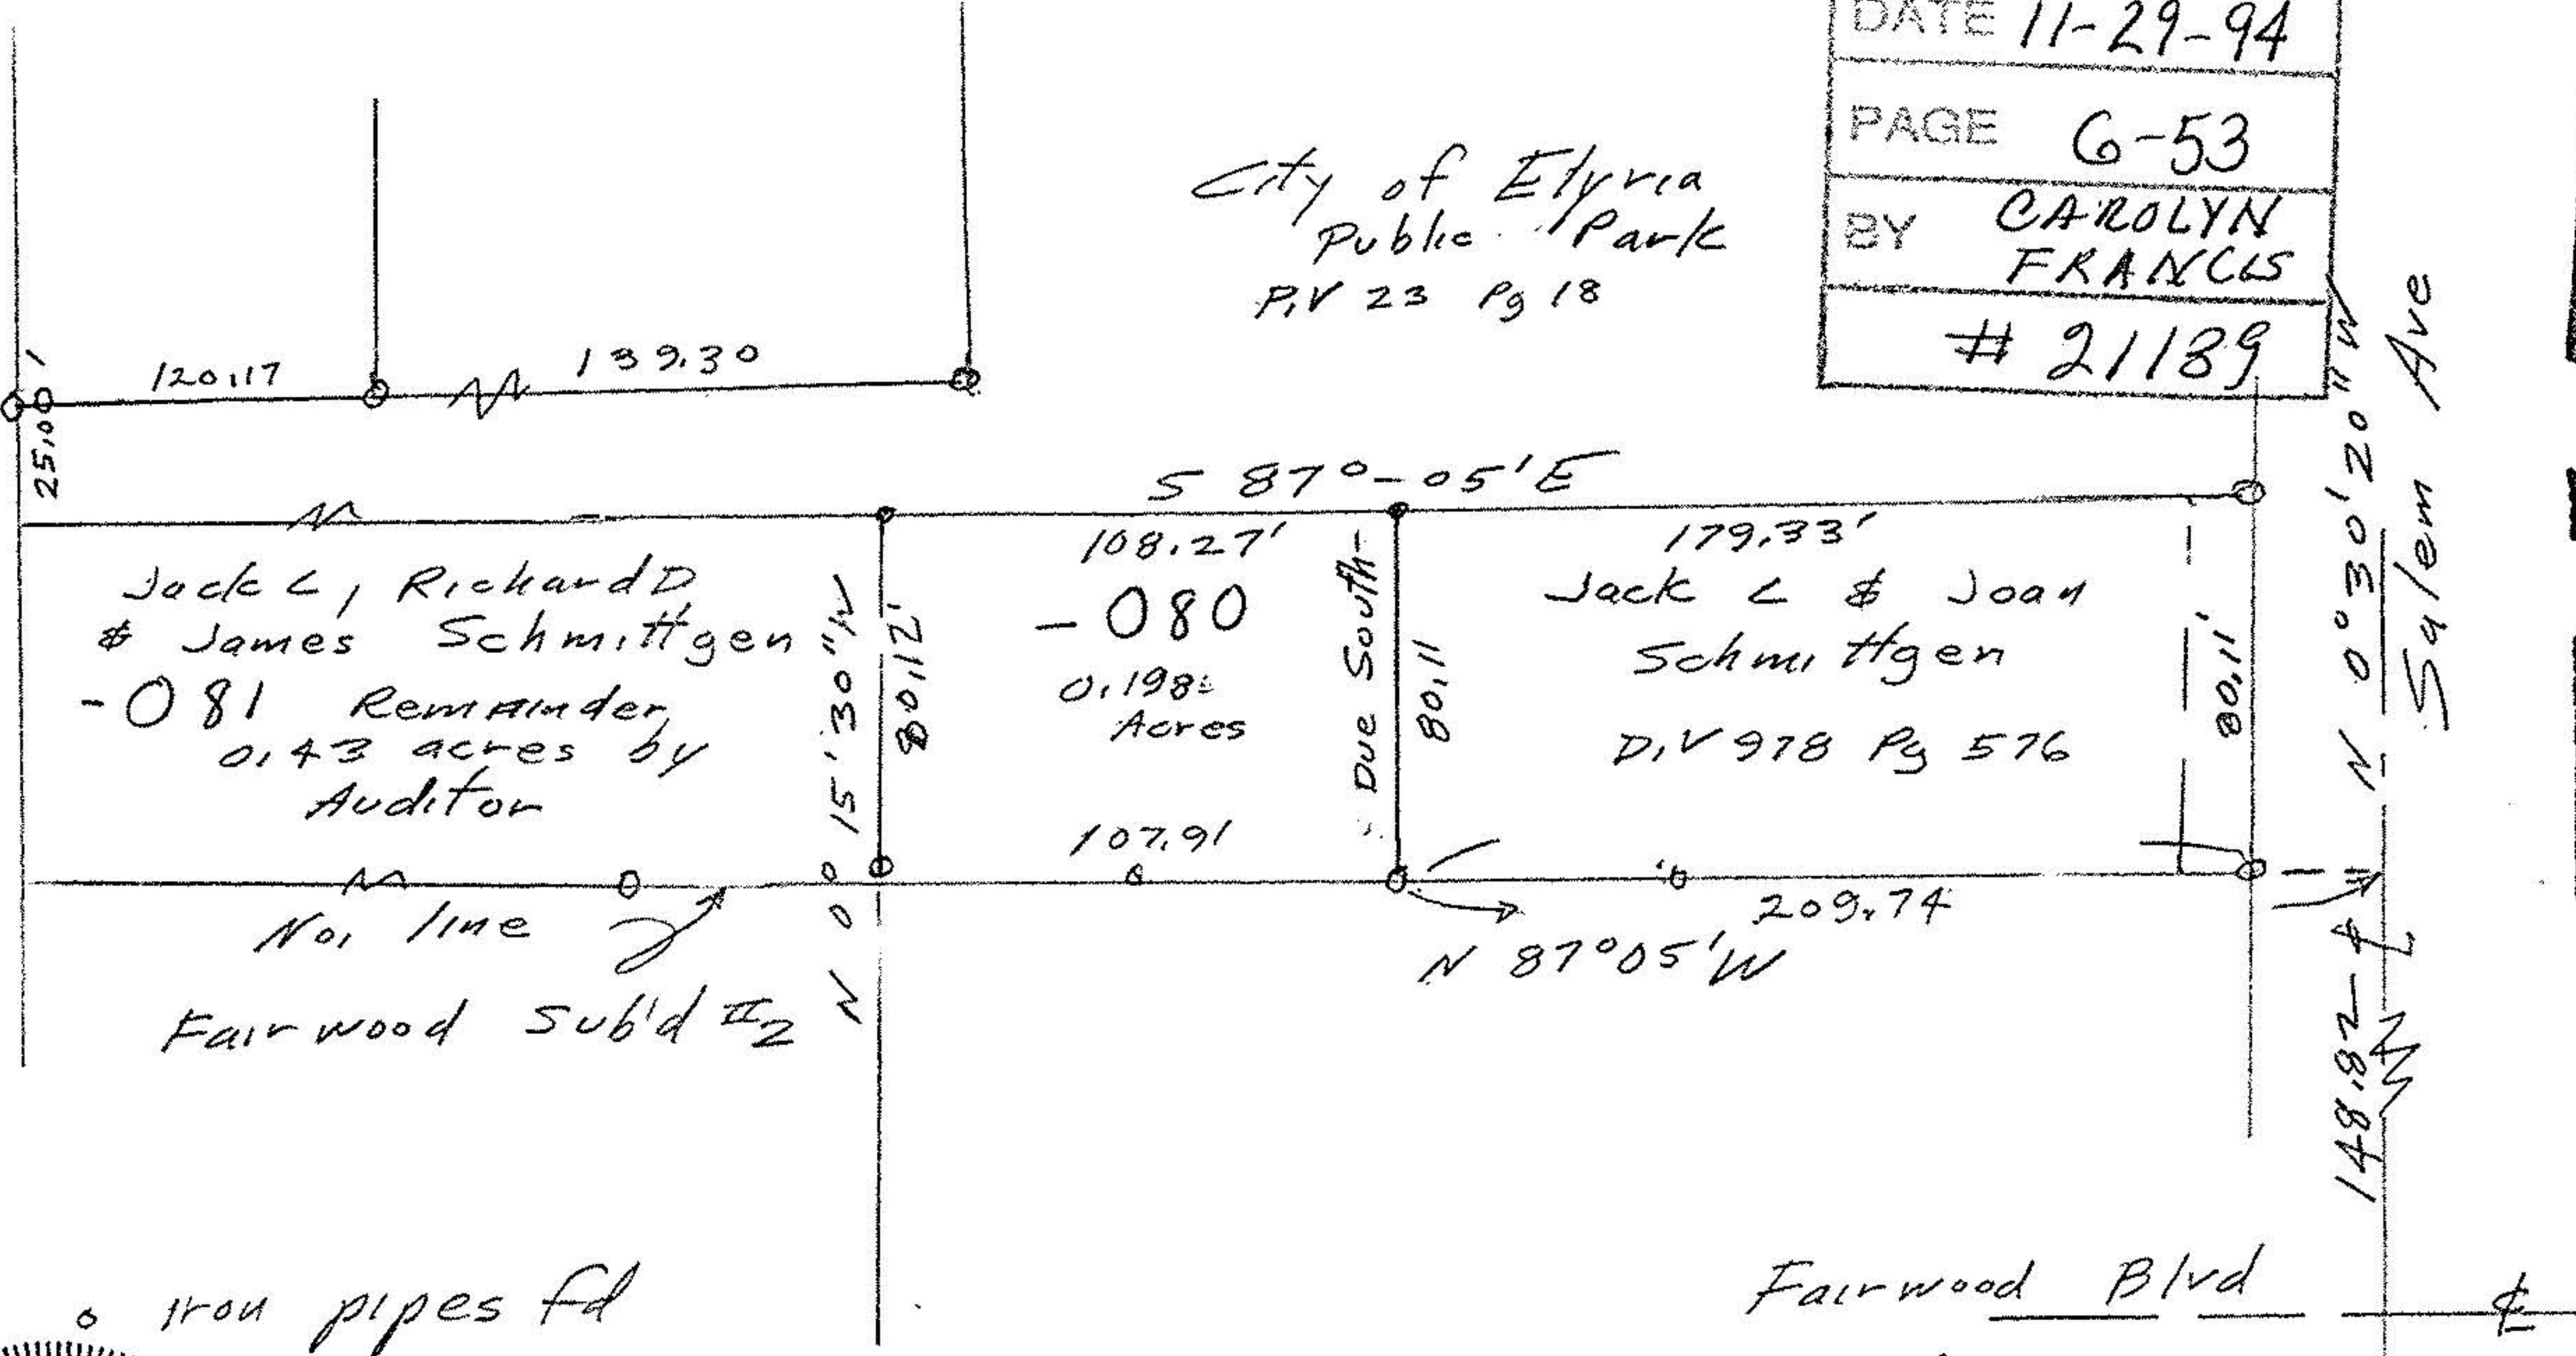 DATE 11-29-94
PAGE 6-53
BY CAROLYN
FRANCIS
# 21189
City of Elyria
Public Park
P.V 23 Pg 18
120.17
139.30
25.00'
S 87°-05'E
108.27'
179.33'
Jack L, Richard D
& James Schmittgen
-081 Remainder
0.43 acres by
Auditor
N 0° 15'30"W
80.12'
-080
0.198
Acres
107.91
Due South
80.11
Jack L & Joan
Schmittgen
D.V 978 Pg 576
80.11'
N 0°30'20"W
Salem Ave
209.74
N 87°05'W
148.82
No. line
Fairwood Sub'd #2
o Iron pipes fd
Fairwood Blvd